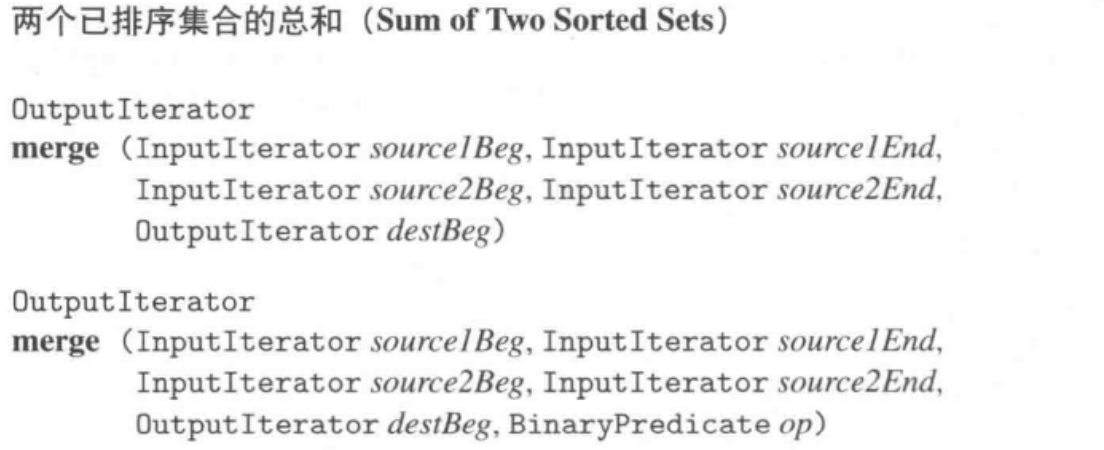 两个已排序集合的总和（Sum of Two Sorted Sets）
OutputIterator
merge (InputIterator source1Beg, InputIterator source1End,
InputIterator source2Beg, InputIterator source2End,
OutputIterator destBeg)
OutputIterator
merge (InputIterator source1Beg, InputIterator source1End,
InputIterator source2Beg, InputIterator source2End,
OutputIterator destBeg, BinaryPredicate op)